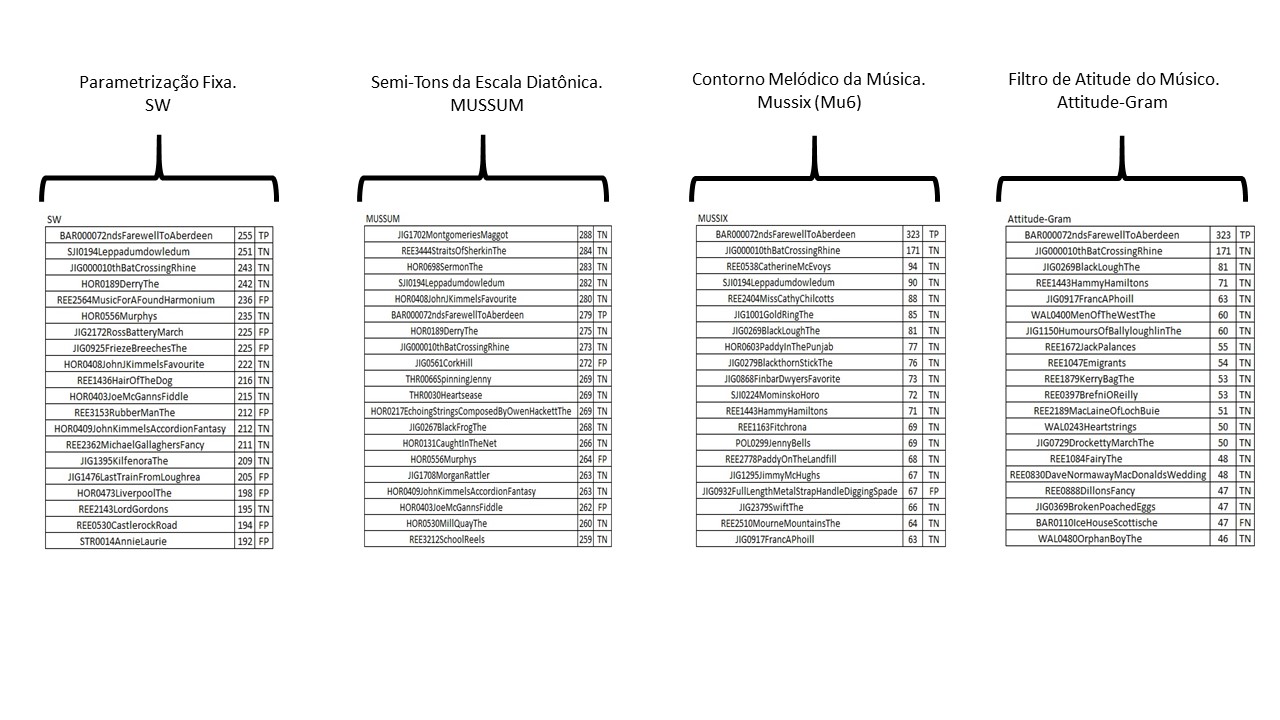 Parametrização Fixa.
SW
Semi-Tons da Escala Diatônica.
MUSSUM
Contorno Melódico da Música.
Mussix (Mu6)
Filtro de Atitude do Músico.
Attitude-Gram
SW
BAR000072ndsFarewellToAberdeen 255 TP
SJI0194Leppadumdowledum 251 TN
JIG000010thBatCrossingRhine 243 TN
HOR0189DerryThe 242 TN
REE2564MusicForAFoundHarmonium 236 FP
HOR0556Murphys 235 TN
JIG2172RossBatteryMarch 225 FP
JIG0925FriezeBreechesThe 225 FP
HOR0408JohnJKimmelsFavourite 222 TN
REE1436HairOfTheDog 216 TN
HOR0403JoeMcGannsFiddle 215 TN
REE3153RubberManThe 212 FP
HOR0409JohnKimmelsAccordionFantasy 212 TN
REE2362MichaelGallaghersFancy 211 TN
JIG1395KilfenoraThe 209 TN
JIG1476LastTrainFromLoughrea 205 FP
HOR0473LiverpoolThe 198 FP
REE2143LordGordons 195 TN
REE0530CastlerockRoad 194 FP
STR0014AnnieLaurie 192 FP
MUSSUM
JIG1702MontgomeriesMaggot 288 TN
REE3444StraitsOfSherkinThe 284 TN
HOR0698SermonThe 283 TN
SJI0194Leppadumdowledum 282 TN
HOR0408JohnJKimmelsFavourite 280 TN
BAR000072ndsFarewellToAberdeen 279 TP
HOR0189DerryThe 275 TN
JIG000010thBatCrossingRhine 273 TN
JIG0561CorkHill 272 FP
THR0066SpinningJenny 269 TN
THR0030Heartsease 269 TN
HOR0217EchoingStringsComposedByOwenHackettThe 269 TN
JIG0267BlackFrogThe 268 TN
HOR0131CaughtInTheNet 266 TN
HOR0556Murphys 264 FP
JIG1708MorganRattler 263 TN
HOR0409JohnKimmelsAccordionFantasy 263 TN
HOR0403JoeMcGannsFiddle 262 FP
HOR0530MillQuayThe 260 TN
REE3212SchoolReels 259 TN
MUSSIX
BAR000072ndsFarewellToAberdeen 323 TP
JIG000010thBatCrossingRhine 171 TN
REE0538CatherineMcEvoys 94 TN
SJI0194Leppadumdowledum 90 TN
REE2404MissCathyChilcotts 88 TN
JIG1001GoldRingThe 85 TN
JIG0269BlackLoughThe 81 TN
HOR0603PaddyInThePunjab 77 TN
JIG0279BlackthornStickThe 76 TN
JIG0868FinbarDwyersFavorite 73 TN
SJI0224MominskoHoro 72 TN
REE1443HammyHamiltons 71 TN
REE1163Fitchrona 69 TN
POL0299JennyBells 69 TN
REE2778PaddyOnTheLandfill 68 TN
JIG1295JimmyMcHughs 67 TN
JIG0932FullLengthMetalStrapHandleDiggingSpade 67 FP
JIG2379SwiftThe 66 TN
REE2510MourneMountainsThe 64 TN
JIG0917FrancAPhoill 63 TN
Attitude-Gram
BAR000072ndsFarewellToAberdeen 323 TP
JIG000010thBatCrossingRhine 171 TN
JIG0269BlackLoughThe 81 TN
REE1443HammyHamiltons 71 TN
JIG0917FrancAPhoill 63 TN
WAL0400MenOfTheWestThe 60 TN
JIG1150HumoursOfBallyloughlinThe 60 TN
REE1672JackPalances 55 TN
REE1047Emigrants 54 TN
REE1879KerryBagThe 53 TN
REE0397BrefniOReilly 53 TN
REE2189MacLaineOfLochBuie 51 TN
WAL0243Heartstrings 50 TN
JIG0729DrockettyMarchThe 50 TN
REE1084FairyThe 48 TN
REE0830DaveNormawayMacDonaldsWedding 48 TN
REE0888DillonsFancy 47 TN
JIG0369BrokenPoachedEggs 47 TN
BAR0110IceHouseScottische 47 FN
WAL0480OrphanBoyThe 46 TN